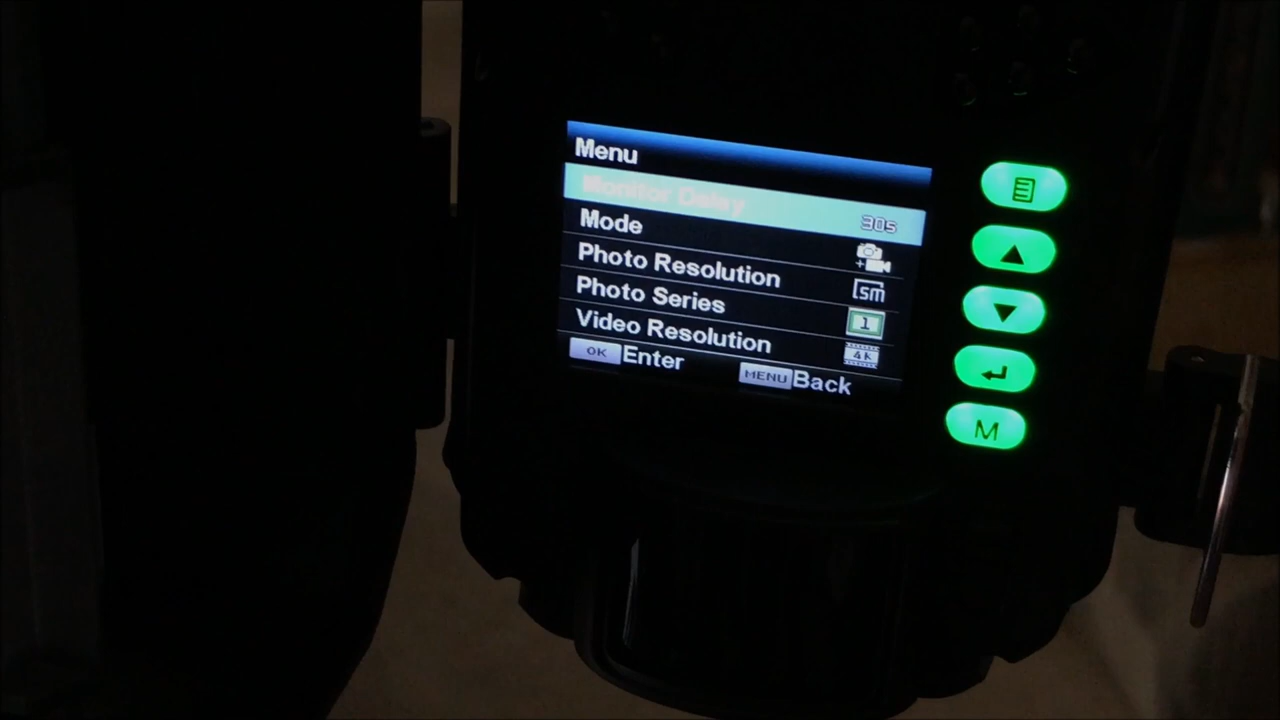 Menu
Monitor Delay 30s
Mode
Photo Resolution 5M
Photo Series 1
Video Resolution 4K
OK Enter MENU Back
M